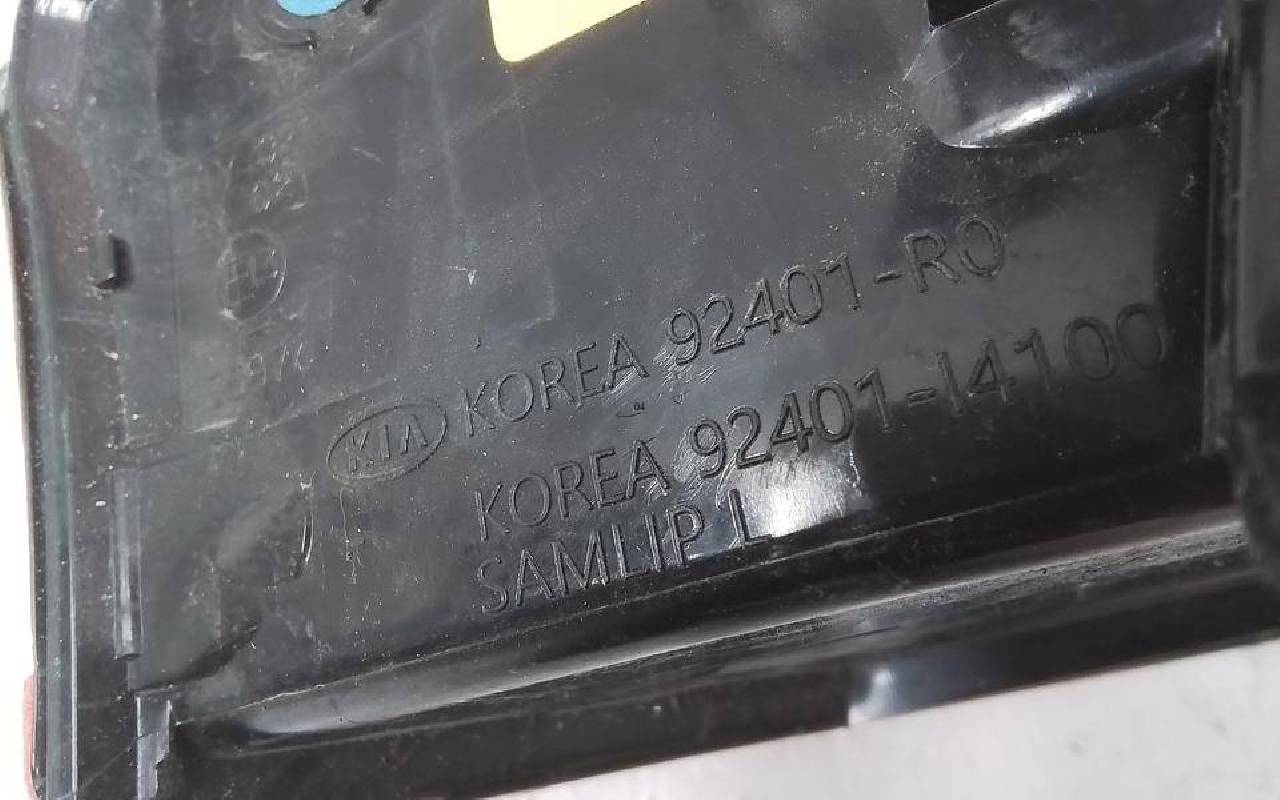 KIA KOREA 92401-R0
KOREA 92401-I4100
SAMLIP L